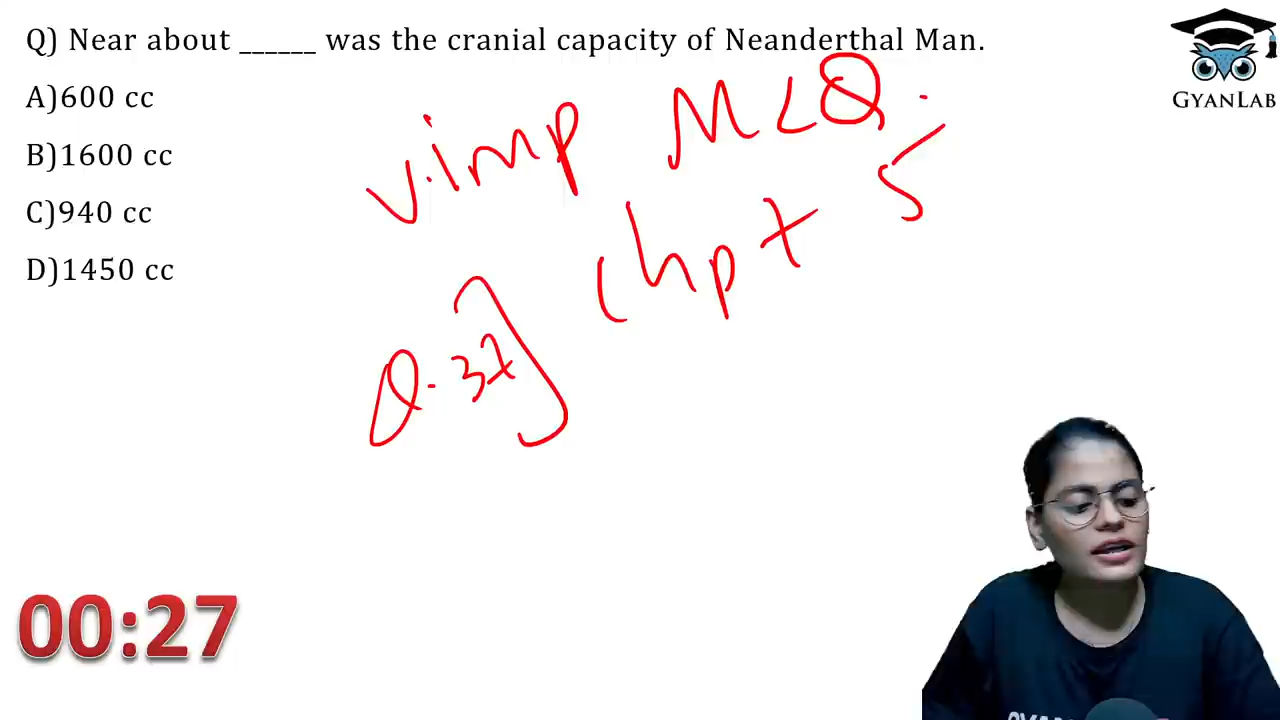 Q) Near about ______ was the cranial capacity of Neanderthal Man.
A)600 cc
B)1600 cc
C)940 cc
D)1450 cc
v.imp MCQ.
Chpt 5
Q.37
00:27
GYANLAB